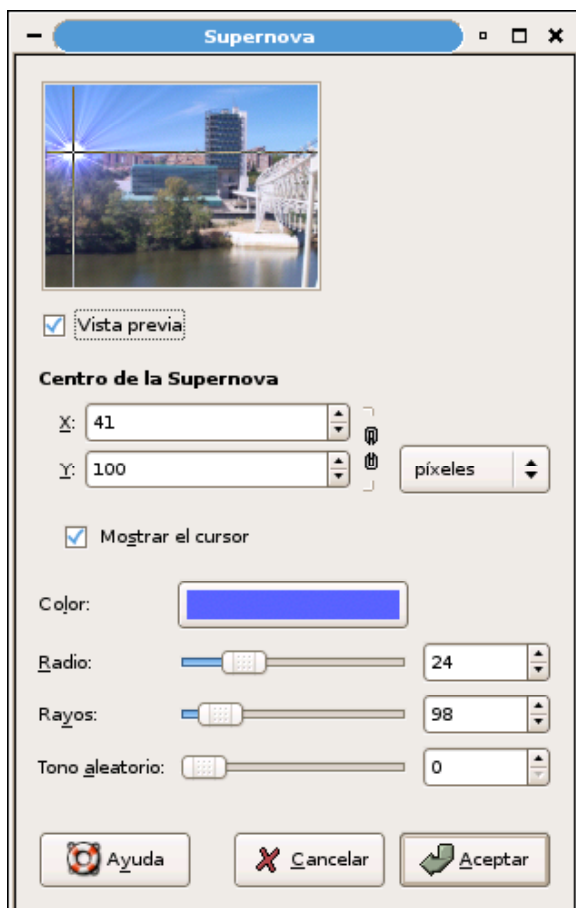 Supernova
Vista previa
Centro de la Supernova
X: 41
Y: 100
píxeles
Mostrar el cursor
Color:
Radio: 24
Rayos: 98
Tono aleatorio: 0
Ayuda
Cancelar
Aceptar